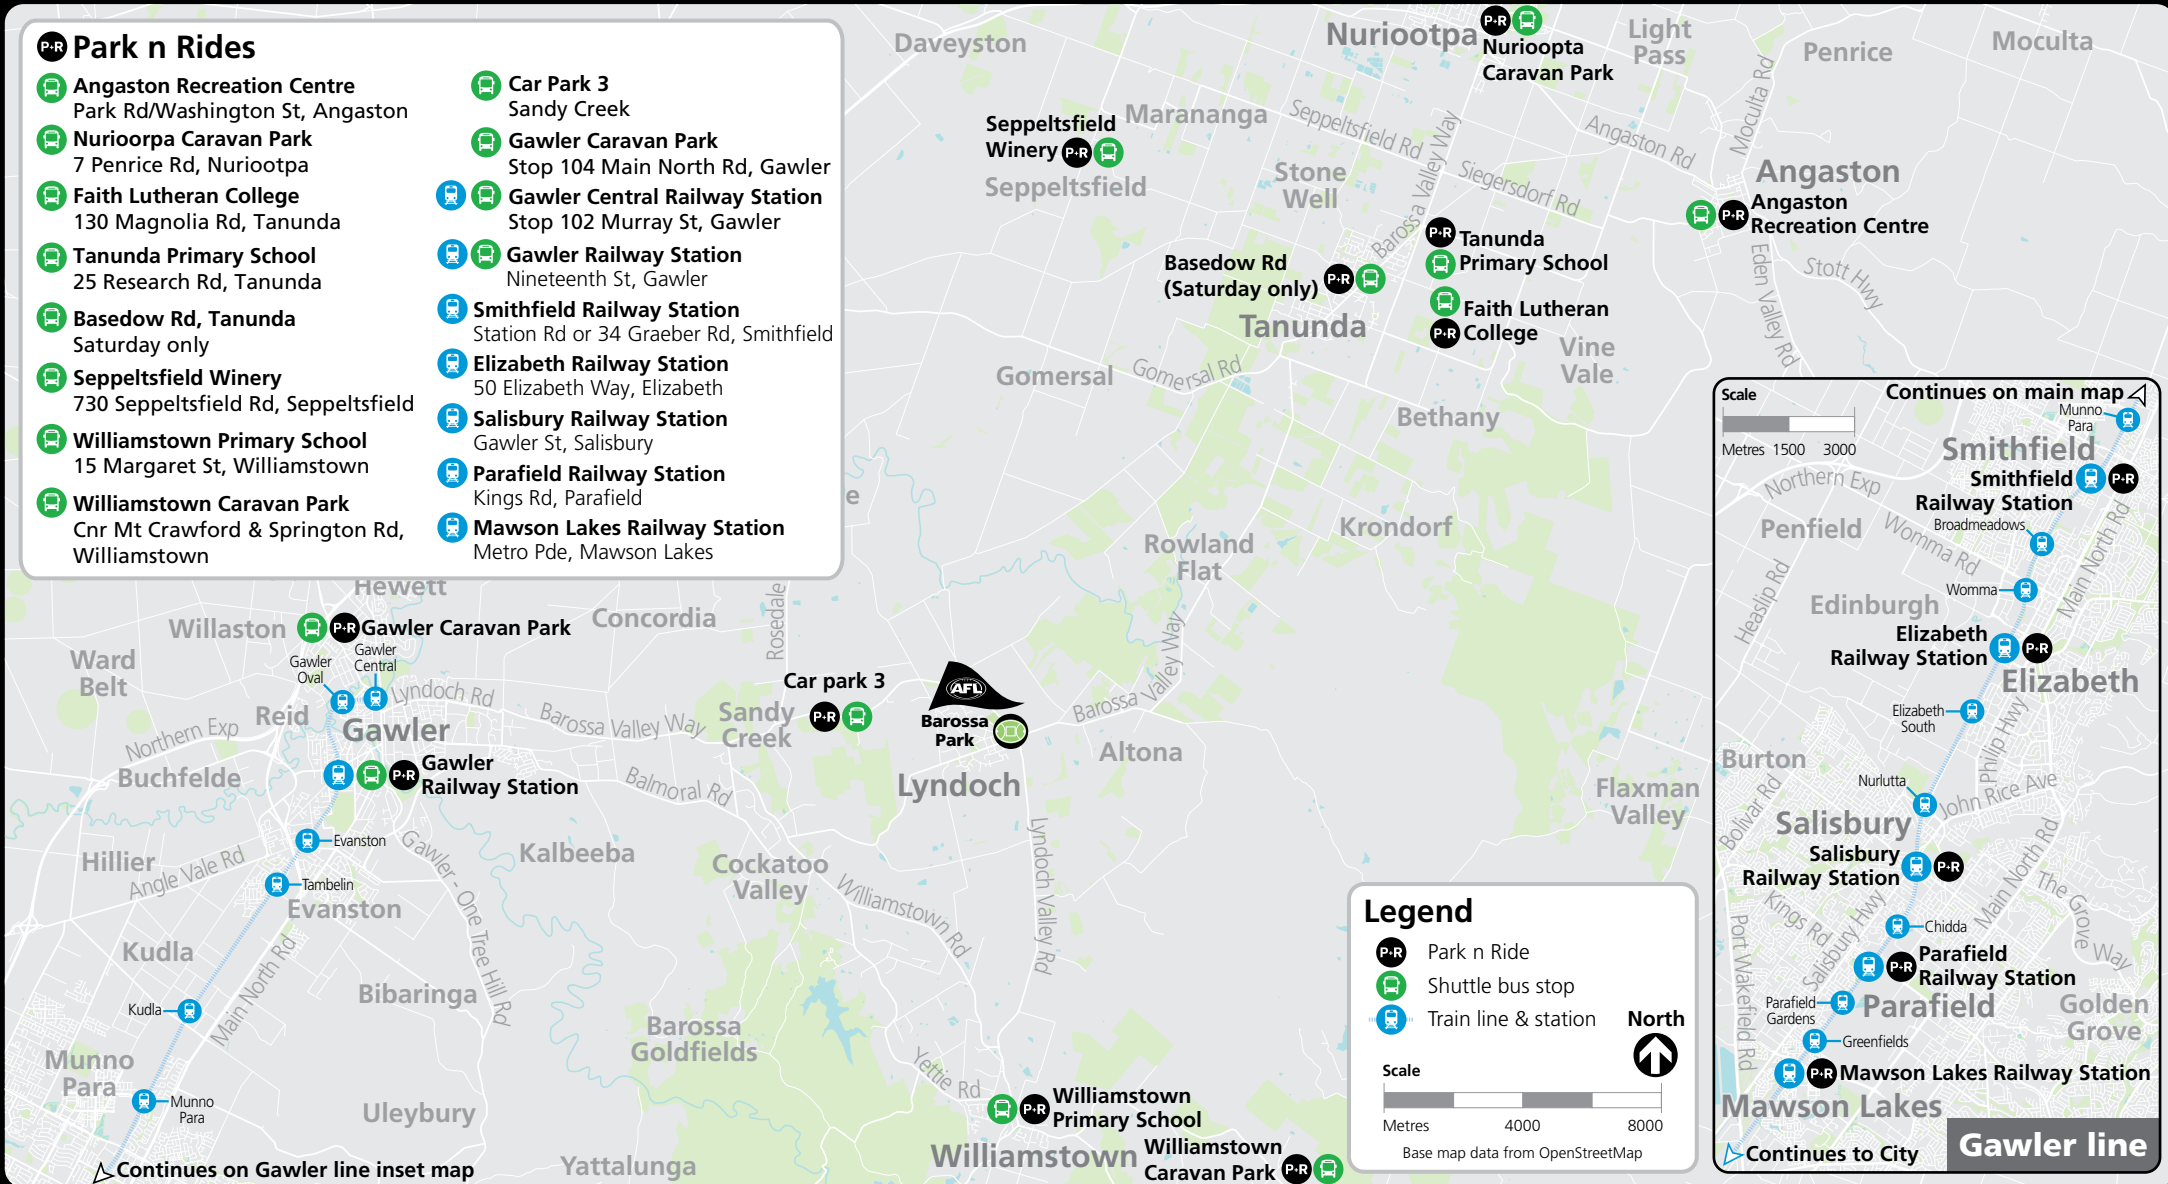 P+R Park n Rides
Angaston Recreation Centre
Park Rd/Washington St, Angaston
Nurioorpa Caravan Park
7 Penrice Rd, Nuriootpa
Faith Lutheran College
130 Magnolia Rd, Tanunda
Tanunda Primary School
25 Research Rd, Tanunda
Basedow Rd, Tanunda
Saturday only
Seppeltsfield Winery
730 Seppeltsfield Rd, Seppeltsfield
Williamstown Primary School
15 Margaret St, Williamstown
Williamstown Caravan Park
Cnr Mt Crawford & Springton Rd,
Williamstown
Car Park 3
Sandy Creek
Gawler Caravan Park
Stop 104 Main North Rd, Gawler
Gawler Central Railway Station
Stop 102 Murray St, Gawler
Gawler Railway Station
Nineteenth St, Gawler
Smithfield Railway Station
Station Rd or 34 Graeber Rd, Smithfield
Elizabeth Railway Station
50 Elizabeth Way, Elizabeth
Salisbury Railway Station
Gawler St, Salisbury
Parafield Railway Station
Kings Rd, Parafield
Mawson Lakes Railway Station
Metro Pde, Mawson Lakes
Daveyston
Nuriootpa
P+R
Nurioopta
Caravan Park
Light
Pass
Penrice
Moculta
Moculta Rd
Marananga
Seppeltsfield
Winery P+R
Seppeltsfield
Seppeltsfield Rd
Barossa Valley Way
Angaston Rd
Siegersdorf Rd
Stone
Well
Angaston
P+R Angaston
Recreation Centre
Eden Valley Rd
Stott Hwy
P+R Tanunda
Primary School
Basedow Rd
(Saturday only) P+R
Tanunda
Faith Lutheran
P+R College
Vine
Vale
Gomersal
Gomersal Rd
Bethany
Krondorf
Rowland
Flat
e
Hewett
Concordia
Rosedale
Willaston
P+R Gawler Caravan Park
Ward
Belt
Gawler
Oval
Gawler
Central
Lyndoch Rd
Reid
Gawler
Northern Exp
Buchfelde
Barossa Valley Way
Sandy
Creek
Car park 3
P+R
AFL
Barossa
Park
Lyndoch
Barossa Valley Way
Altona
P+R Gawler
Railway Station
Balmoral Rd
Flaxman
Valley
Hillier
Angle Vale Rd
Evanston
Tambelin
Evanston
Kalbeeba
Gawler - One Tree Hill Rd
Cockatoo
Valley
Williamstown Rd
Lyndoch Valley Rd
Kudla
Kudla
Main North Rd
Bibaringa
Barossa
Goldfields
Munno
Para
Munno
Para
Uleybury
Yettie Rd
P+R Williamstown
Primary School
Williamstown
Williamstown
Caravan Park P+R
Yattalunga
Continues on Gawler line inset map
Legend
P+R Park n Ride
Shuttle bus stop
Train line & station
North
Scale
Metres 4000 8000
Base map data from OpenStreetMap
Scale
Metres 1500 3000
Continues on main map
Munno
Para
Smithfield
Smithfield
Railway Station
P+R
Northern Exp
Broadmeadows
Penfield
Womma Rd
Main North Rd
Womma
Heaslip Rd
Edinburgh
Elizabeth
Railway Station
P+R
Elizabeth
Elizabeth
South
Philip Hwy
Burton
Nurlutta
John Rice Ave
Bolivar Rd
Salisbury
Salisbury
Railway Station
P+R
Main North Rd
The Grove Way
Kings Rd
Salisbury Hwy
Chidda
P+R Parafield
Railway Station
Port Wakefield Rd
Parafield
Gardens
Parafield
Golden
Grove
Greenfields
P+R Mawson Lakes Railway Station
Mawson Lakes
Continues to City
Gawler line